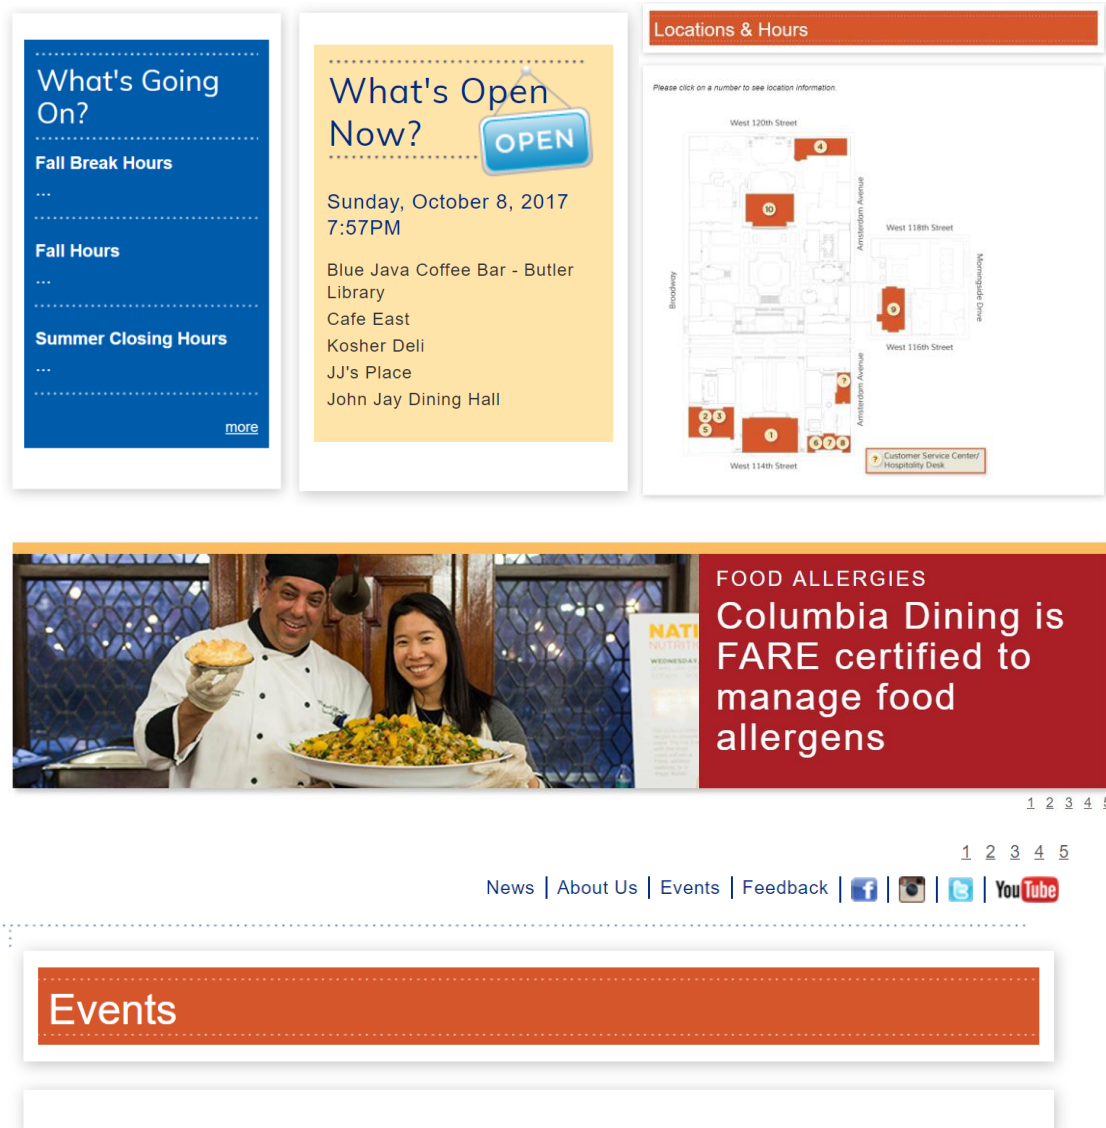 What's Going
On?
Fall Break Hours
...
Fall Hours
...
Summer Closing Hours
...
more
What's Open
Now?
OPEN
Sunday, October 8, 2017
7:57PM
Blue Java Coffee Bar - Butler
Library
Cafe East
Kosher Deli
JJ's Place
John Jay Dining Hall
Locations & Hours
Please click on a number to see location information.
West 120th Street
4
10
Amsterdam Avenue
West 118th Street
Broadway
Morningside Drive
9
West 116th Street
Amsterdam Avenue
?
2 3
5
1
6 7 8
West 114th Street
? Customer Service Center/
Hospitality Desk
NATI
NUTRITI
WEDNESDAY,
FOOD ALLERGIES
Columbia Dining is
FARE certified to
manage food
allergens
1 2 3 4 5
1 2 3 4 5
News | About Us | Events | Feedback | f | | | YouTube
Events